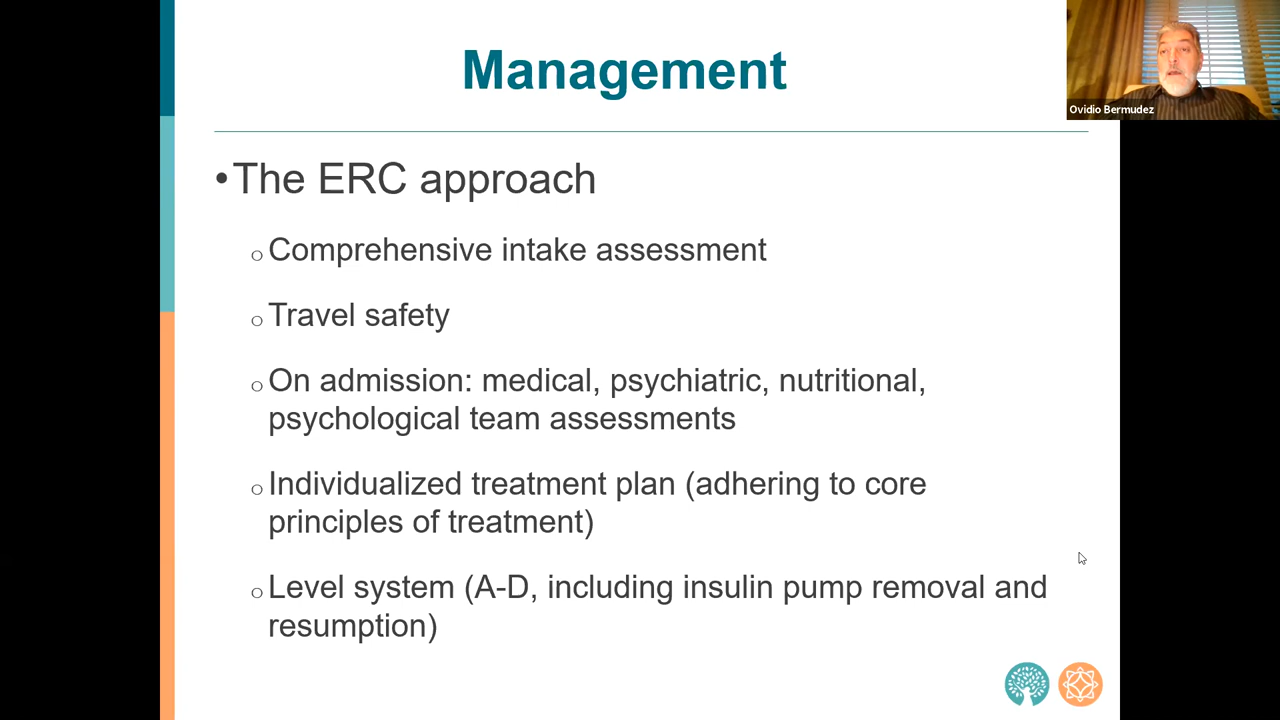 Management
Ovidio Bermudez
•The ERC approach
o Comprehensive intake assessment
o Travel safety
o On admission: medical, psychiatric, nutritional,
psychological team assessments
o Individualized treatment plan (adhering to core
principles of treatment)
o Level system (A-D, including insulin pump removal and
resumption)